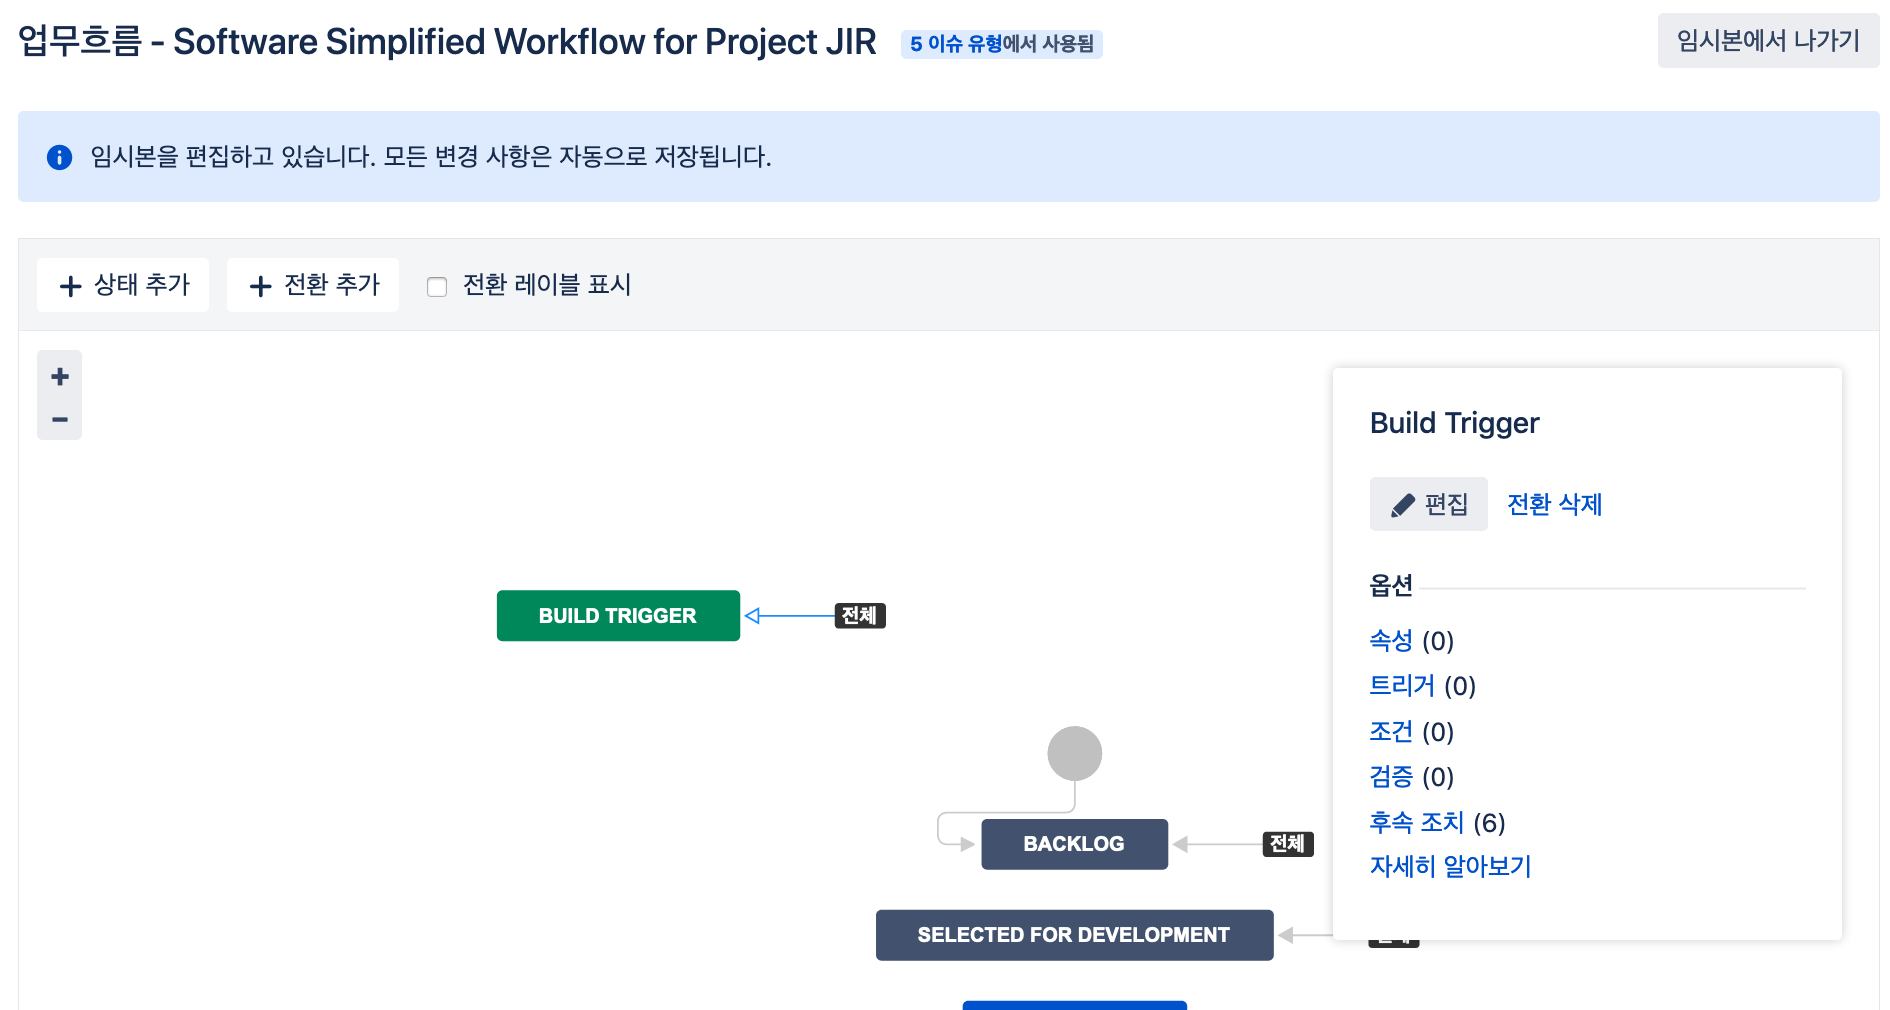 업무흐름 - Software Simplified Workflow for Project JIR
5 이슈 유형에서 사용됨
임시본에서 나가기
임시본을 편집하고 있습니다. 모든 변경 사항은 자동으로 저장됩니다.
상태 추가
전환 추가
전환 레이블 표시
Build Trigger
편집
전환 삭제
옵션
속성 (0)
트리거 (0)
조건 (0)
검증 (0)
후속 조치 (6)
자세히 알아보기
BUILD TRIGGER
전체
BACKLOG
전체
SELECTED FOR DEVELOPMENT